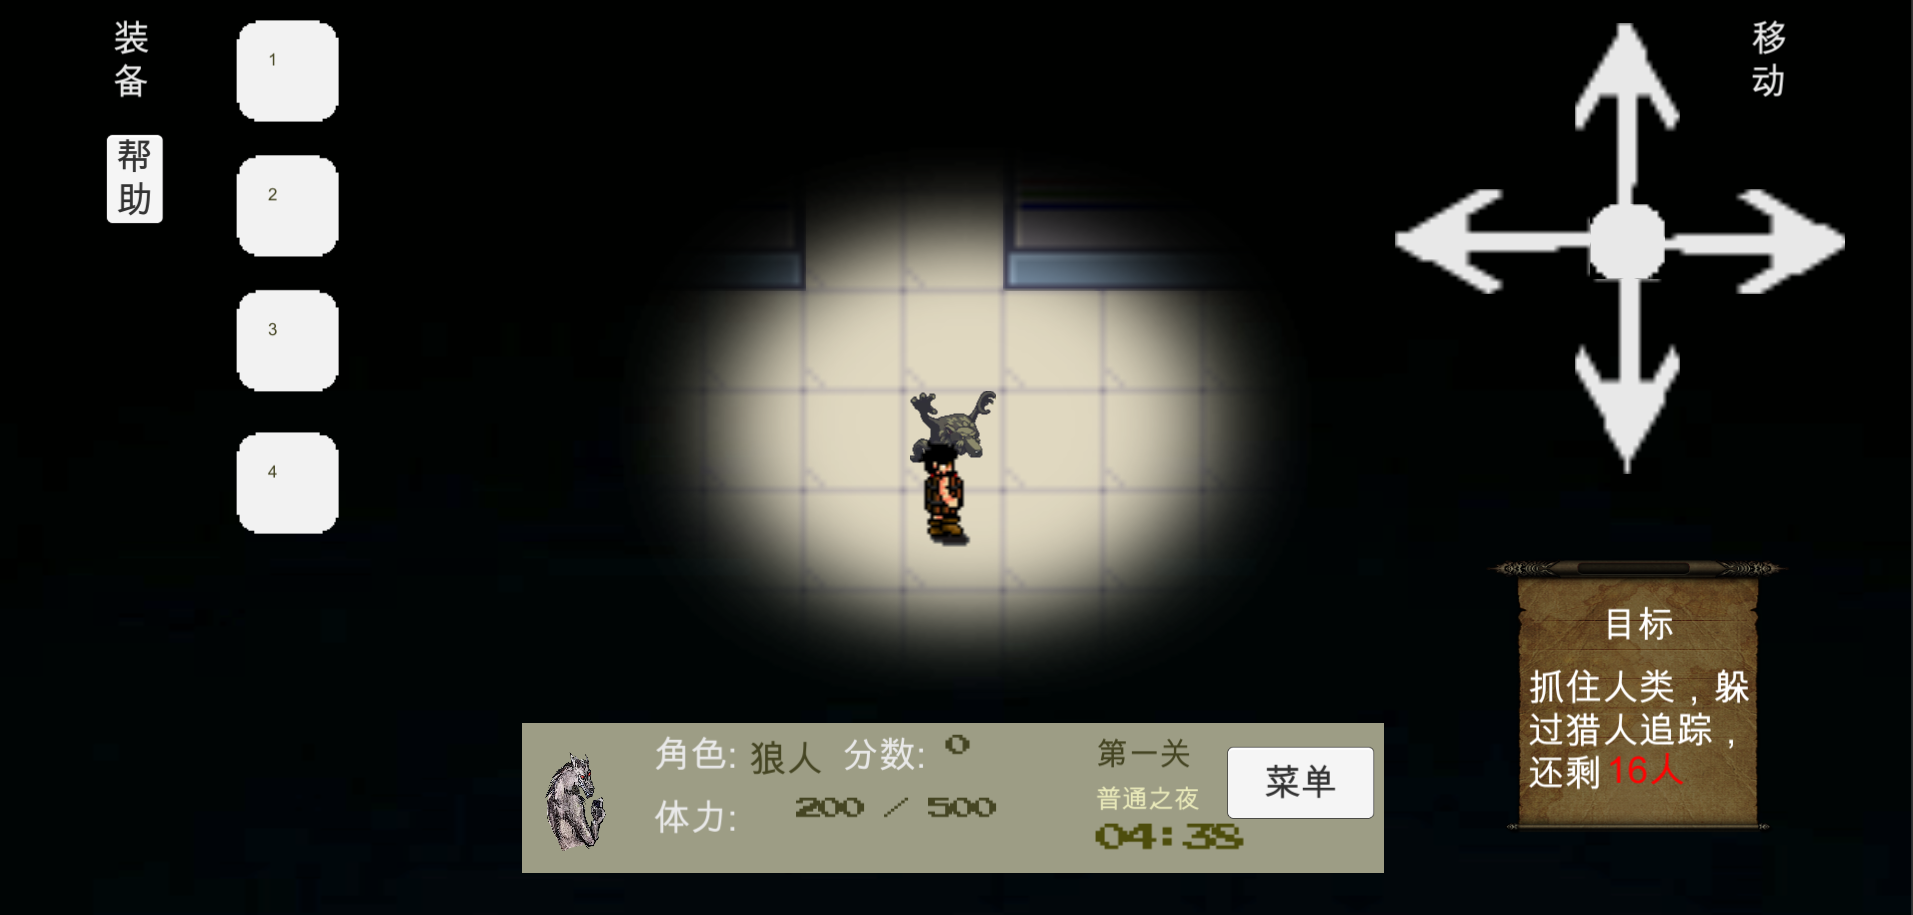 装
备
帮
助
1
2
3
4
移
动
目标
抓住人类，躲
过猎人追踪，
还剩16人
角色: 狼人 分数: 0
体力: 200 / 500
第一关
普通之夜
04:38
菜单